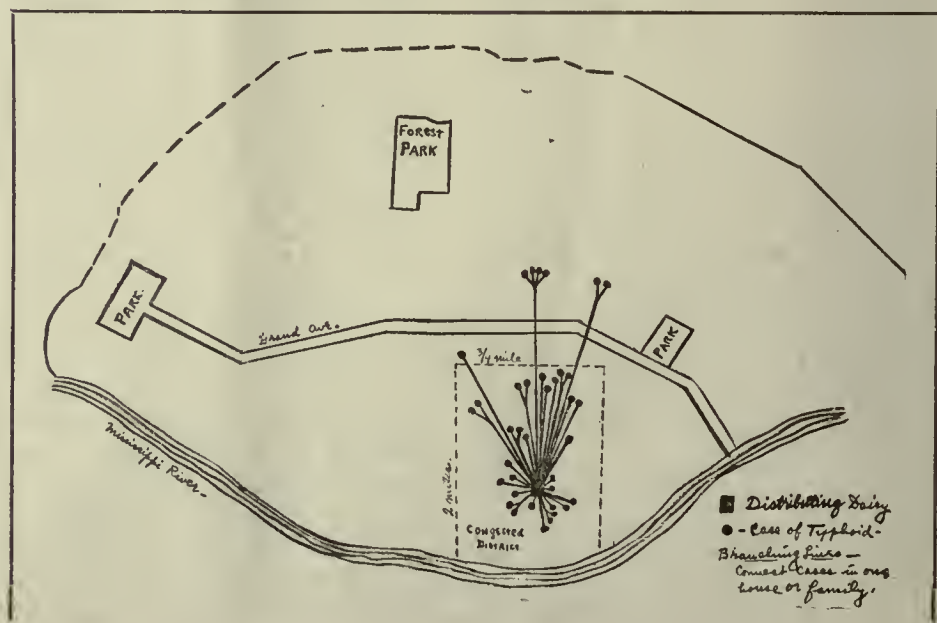 FOREST
PARK
PARK.
Grand Ave.
PARK
3/4 mile
2 miles.
Mississippi River-
CONGESTED
DISTRICT
Distributing Dairy
- Case of Typhoid-
Branching Lines -
Connect Cases in one
house or family.